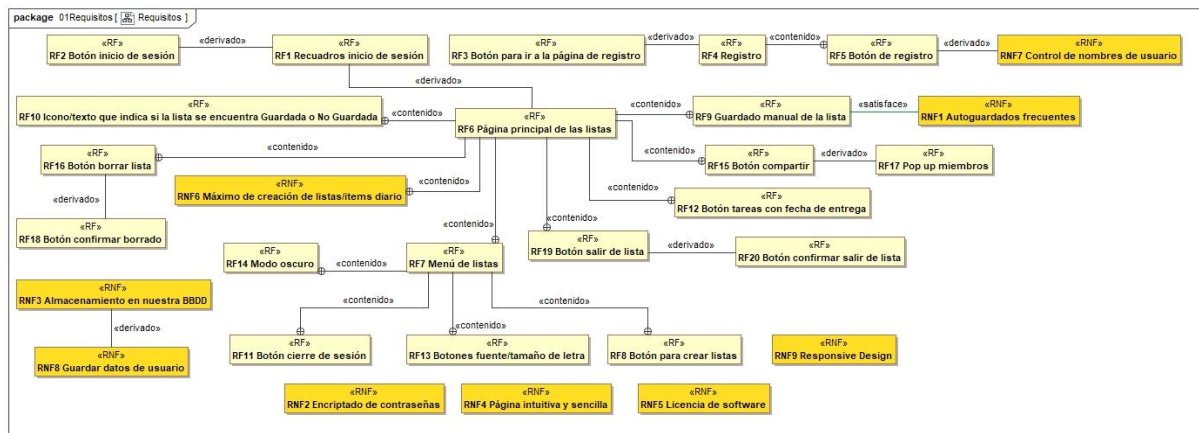 package 01Requisitos [ Requisitos ]
«RF»
RF2 Botón inicio de sesión
«derivado»
«RF»
RF1 Recuadros inicio de sesión
«RF»
RF3 Botón para ir a la página de registro
«derivado»
«RF»
RF4 Registro
«contenido»
«RF»
RF5 Botón de registro
«derivado»
«RNF»
RNF7 Control de nombres de usuario
«derivado»
«RF»
RF10 Icono/texto que indica si la lista se encuentra Guardada o No Guardada
«contenido»
«RF»
RF6 Página principal de las listas
«contenido»
«RF»
RF9 Guardado manual de la lista
«satisface»
«RNF»
RNF1 Autoguardados frecuentes
«RF»
RF16 Botón borrar lista
«contenido»
«contenido»
«RF»
RF15 Botón compartir
«derivado»
«RF»
RF17 Pop up miembros
«RNF»
RNF6 Máximo de creación de listas/items diario
«contenido»
«contenido»
«RF»
RF12 Botón tareas con fecha de entrega
«derivado»
«RF»
RF18 Botón confirmar borrado
«contenido»
«contenido»
«RF»
RF19 Botón salir de lista
«derivado»
«RF»
RF20 Botón confirmar salir de lista
«RF»
RF14 Modo oscuro
«contenido»
«RF»
RF7 Menú de listas
«RNF»
RNF3 Almacenamiento en nuestra BBDD
«derivado»
«RNF»
RNF8 Guardar datos de usuario
«contenido»
«contenido»
«contenido»
«RF»
RF11 Botón cierre de sesión
«RF»
RF13 Botones fuente/tamaño de letra
«RF»
RF8 Botón para crear listas
«RNF»
RNF9 Responsive Design
«RNF»
RNF2 Encriptado de contraseñas
«RNF»
RNF4 Página intuitiva y sencilla
«RNF»
RNF5 Licencia de software